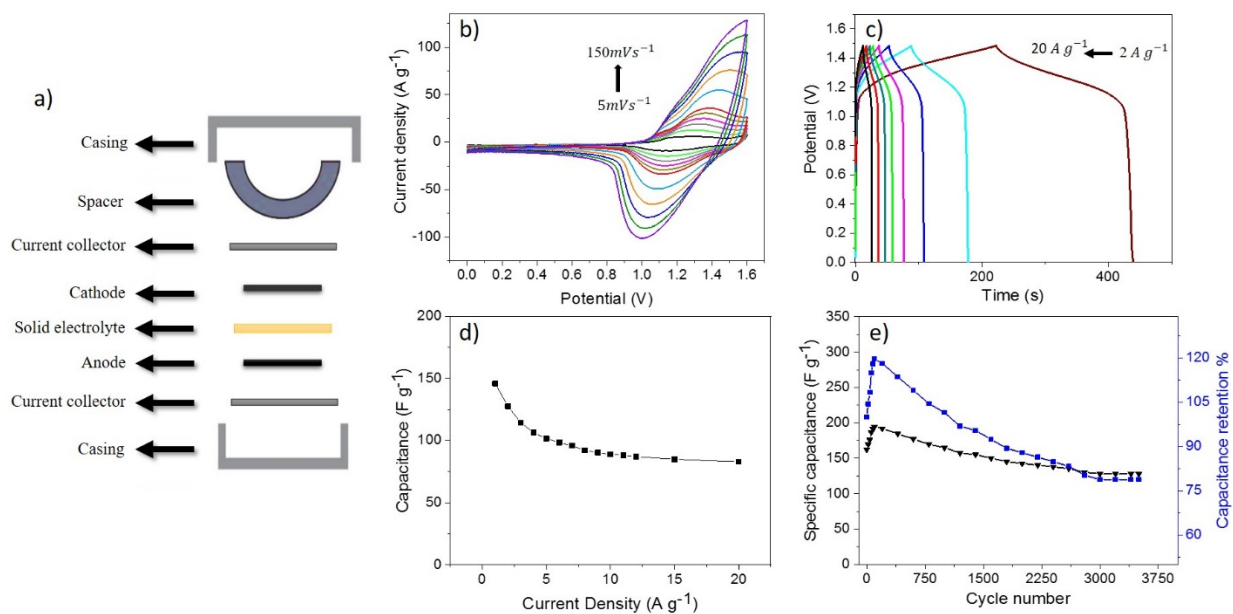 a)
Casing
Spacer
Current collector
Cathode
Solid electrolyte
Anode
Current collector
Casing
b)
150mVs⁻¹
5mVs⁻¹
Current density (A g⁻¹)
100
50
0
-50
-100
0.0 0.2 0.4 0.6 0.8 1.0 1.2 1.4 1.6
Potential (V)
c)
20 A g⁻¹ 2 A g⁻¹
Potential (V)
1.8
1.6
1.4
1.2
1.0
0.8
0.6
0.4
0.2
0.0
0 200 400
Time (s)
d)
Capacitance (F g⁻¹)
200
150
100
50
0
0 5 10 15 20
Current Density (A g⁻¹)
e)
Specific capacitance (F g⁻¹)
350
300
250
200
150
100
50
0
0 750 1500 2250 3000 3750
Cycle number
120
105
90
75
60
Capacitance retention %